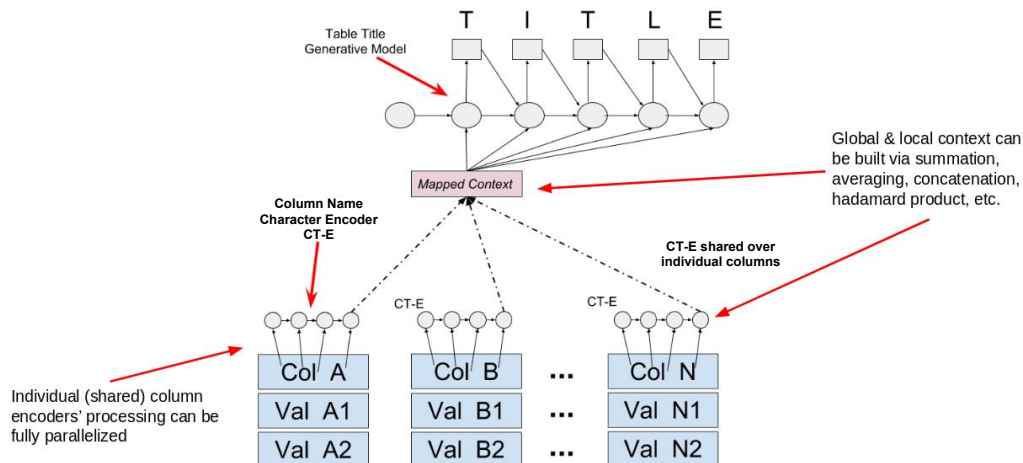 T I T L E
Table Title
Generative Model
Global & local context can
be built via summation,
averaging, concatenation,
hadamard product, etc.
Mapped Context
Column Name
Character Encoder
CT-E
CT-E shared over
individual columns
CT-E
CT-E
Col A
Col B
...
Col N
Individual (shared) column
encoders' processing can be
fully parallelized
Val A1
Val B1
...
Val N1
Val A2
Val B2
...
Val N2